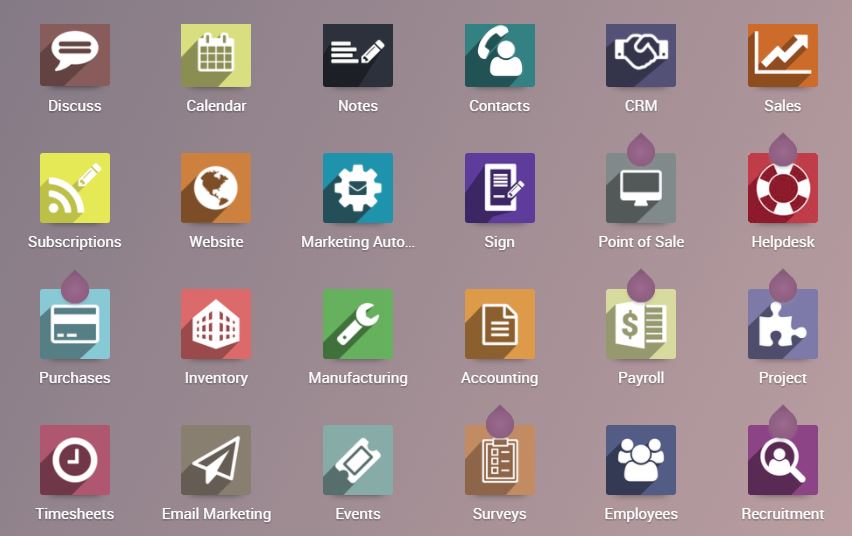 Discuss
Calendar
Notes
Contacts
CRM
Sales
Subscriptions
Website
Marketing Auto...
Sign
Point of Sale
Helpdesk
Purchases
Inventory
Manufacturing
Accounting
$
Payroll
Project
Timesheets
Email Marketing
Events
Surveys
Employees
Recruitment